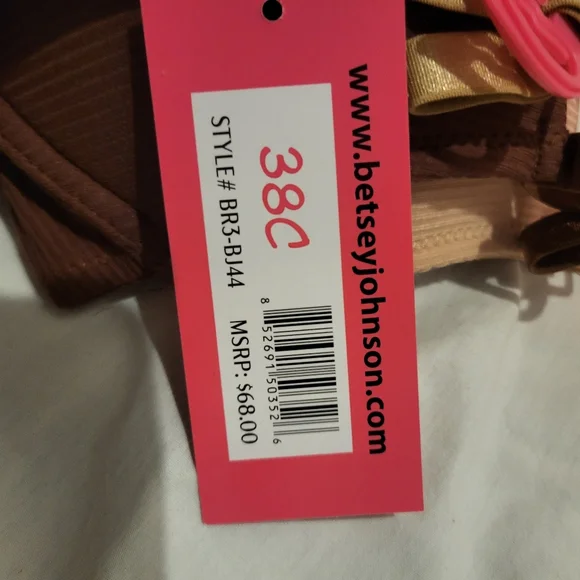 www.betseyjohnson.com
38C
STYLE# BR3-BJ44 MSRP: $68.00
8 52691 50352 6